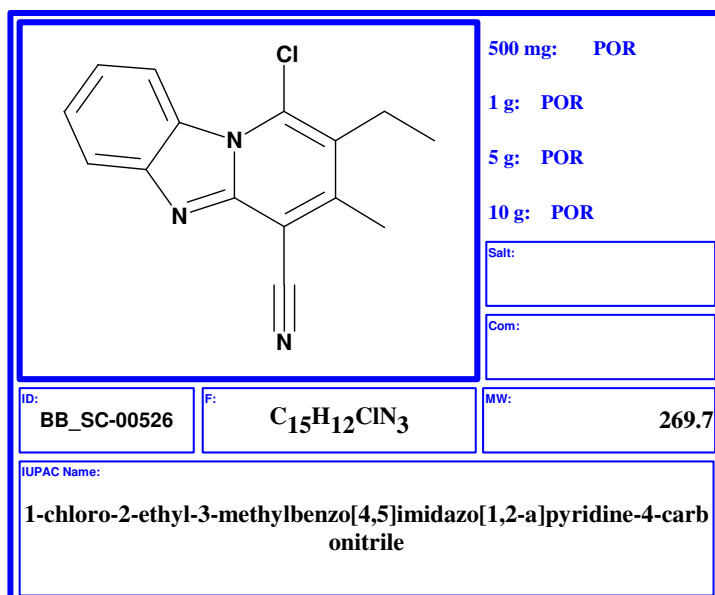 Cl
N
N
N
500 mg: POR
1 g: POR
5 g: POR
10 g: POR
Salt:
Com:
ID:
BB_SC-00526
F:
C15H12ClN3
MW:
269.7
IUPAC Name:
1-chloro-2-ethyl-3-methylbenzo[4,5]imidazo[1,2-a]pyridine-4-carb
onitrile